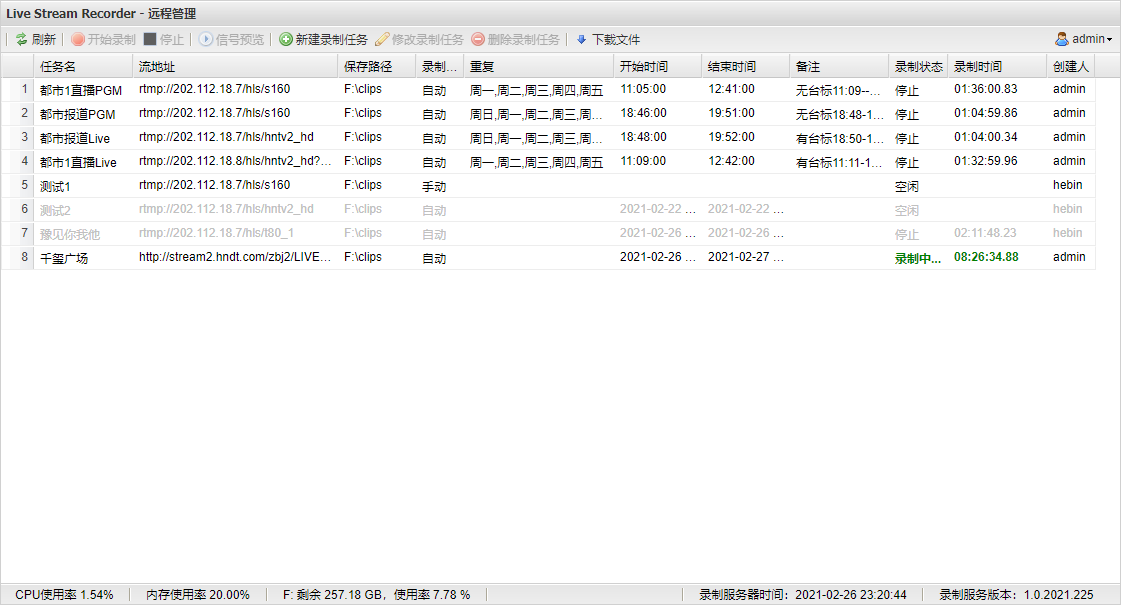 Live Stream Recorder - 远程管理
刷新 开始录制 停止 信号预览 新建录制任务 修改录制任务 删除录制任务 下载文件 admin
任务名 流地址 保存路径 录制... 重复 开始时间 结束时间 备注 录制状态 录制时间 创建人
1 都市1直播PGM rtmp://202.112.18.7/hls/s160 F:\clips 自动 周一,周二,周三,周四,周五 11:05:00 12:41:00 无台标11:09--... 停止 01:36:00.83 admin
2 都市报道PGM rtmp://202.112.18.7/hls/s160 F:\clips 自动 周日,周一,周二,周三,周... 18:46:00 19:51:00 无台标18:48-1... 停止 01:04:59.86 admin
3 都市报道Live rtmp://202.112.18.7/hls/hntv2_hd F:\clips 自动 周日,周一,周二,周三,周... 18:48:00 19:52:00 有台标18:50-1... 停止 01:04:00.34 admin
4 都市1直播Live rtmp://202.112.18.8/hls/hntv2_hd?... F:\clips 自动 周一,周二,周三,周四,周五 11:09:00 12:42:00 有台标11:11-1... 停止 01:32:59.96 admin
5 测试1 rtmp://202.112.18.7/hls/s160 F:\clips 手动 空闲 hebin
6 测试2 rtmp://202.112.18.7/hls/hntv2_hd F:\clips 自动 2021-02-22 ... 2021-02-22 ... 空闲 hebin
7 豫见你我他 rtmp://202.112.18.7/hls/t80_1 F:\clips 自动 2021-02-26 ... 2021-02-26 ... 停止 02:11:48.23 hebin
8 千玺广场 http://stream2.hndt.com/zbj2/LIVE... F:\clips 自动 2021-02-26 ... 2021-02-27 ... 录制中... 08:26:34.88 admin
CPU使用率 1.54% 内存使用率 20.00% F: 剩余 257.18 GB，使用率 7.78 % 录制服务器时间：2021-02-26 23:20:44 录制服务版本：1.0.2021.225